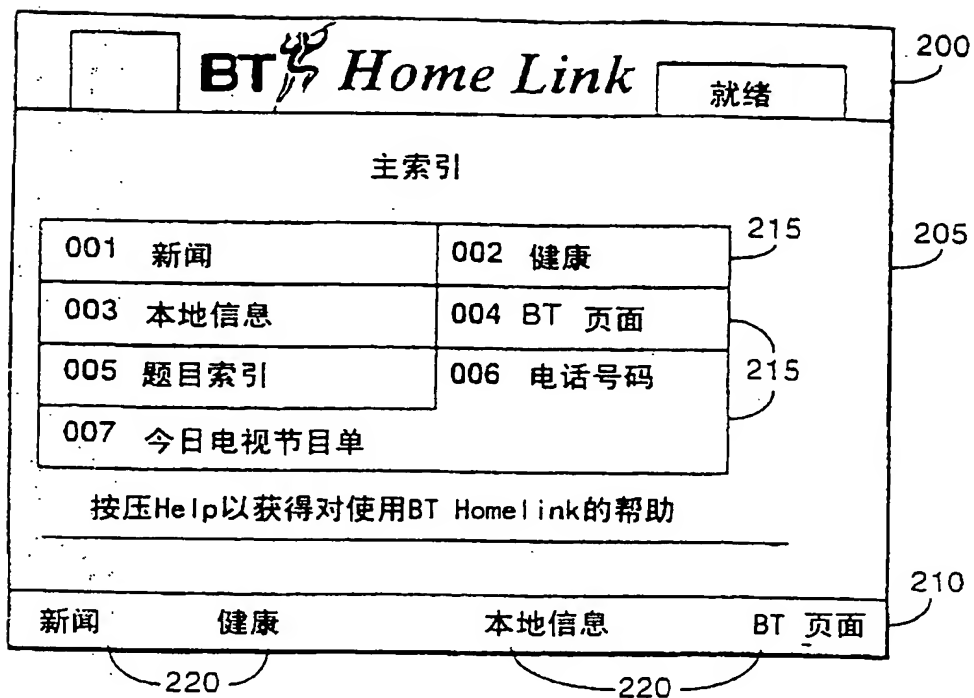 BT Home Link
就绪
200
主索引
205
001 新闻
002 健康
215
003 本地信息
004 BT 页面
005 题目索引
006 电话号码
215
007 今日电视节目单
按压Help以获得对使用BT Homelink的帮助
210
新闻 健康 本地信息 BT 页面
220
220